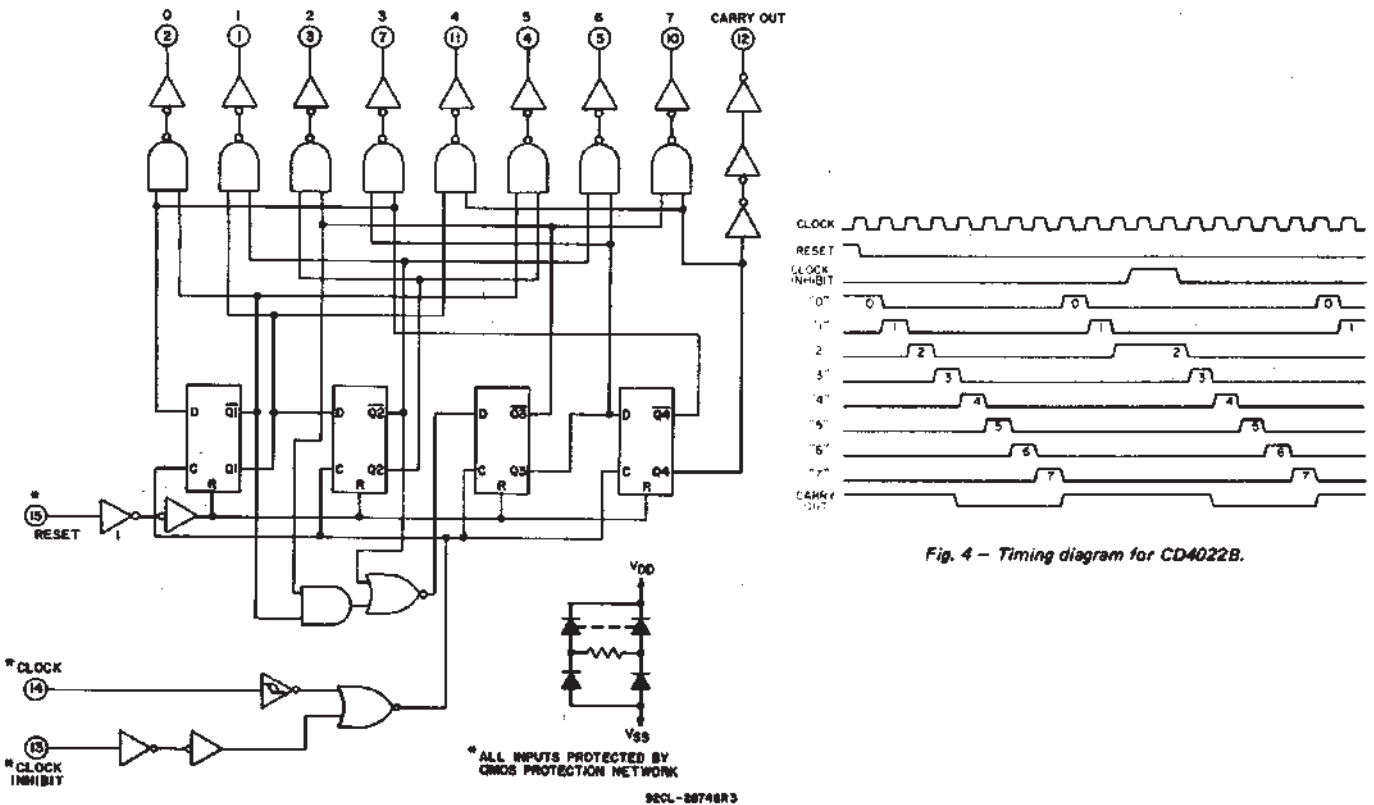 0 1 2 3 4 5 6 7 CARRY OUT
2 1 3 7 11 4 5 10 12
D Q1 D Q2 D Q3 D Q4
C Q1 C Q2 C Q3 C Q4
R R R R
*
15
RESET
1
*CLOCK
14
13
*CLOCK
INHIBIT
VDD
VSS
*ALL INPUTS PROTECTED BY
CMOS PROTECTION NETWORK
92CL-28746R3
CLOCK
RESET
CLOCK
INHIBIT
"0" 0 0 0
"1" 1 1 1
2 2 2
3" 3 3
"4" 4 4
"5" 5 5
"6" 6 6
"7" 7 7
CARRY
OUT
Fig. 4 — Timing diagram for CD4022B.